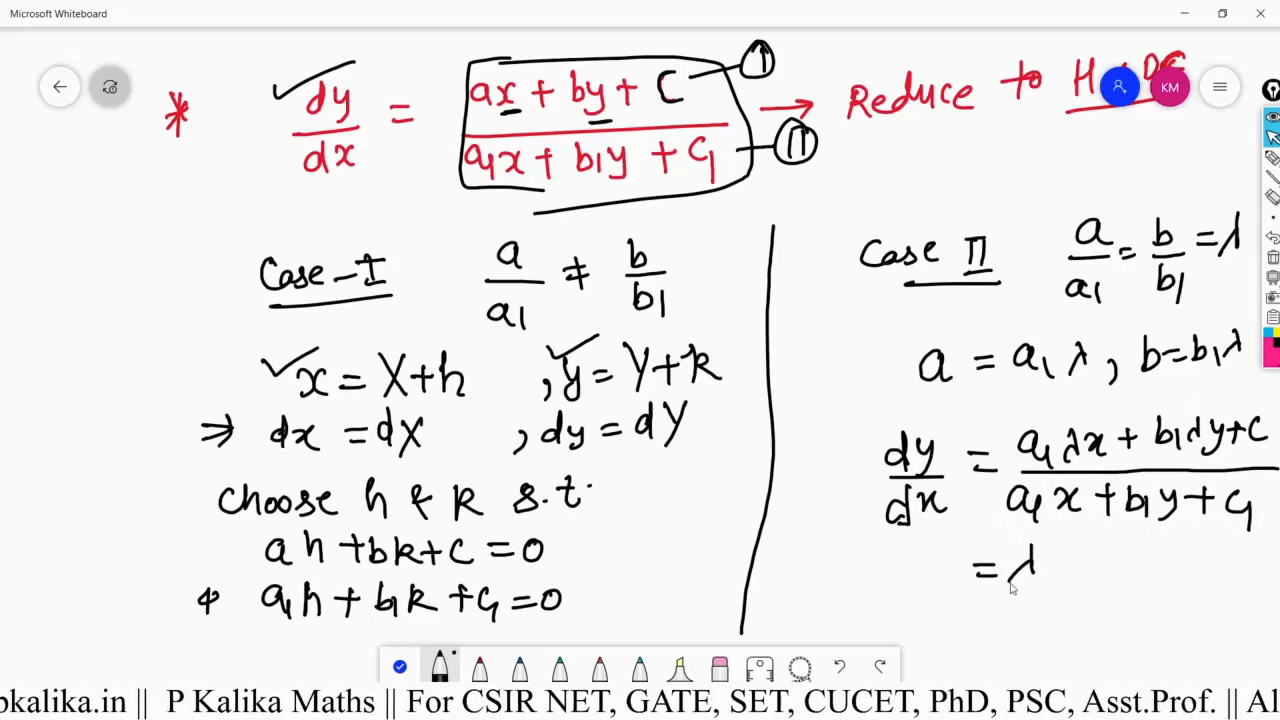 Microsoft Whiteboard
* dy/dx = (ax + by + C)/(a₁x + b₁y + C₁) → Reduce to
I
II
KM
Case-I a/a₁ ≠ b/b₁
x = X+h , y = Y+k
⇒ dx = dX , dy = dY
Choose h & k s.t.
ah + bk + c = 0
& a₁h + b₁k + c₁ = 0
Case II a/a₁ = b/b₁ = λ
a = a₁λ, b = b₁λ
dy/dx = (a₁λx + b₁λy + c)/(a₁x + b₁y + c₁)
= λ
pkalika.in || P Kalika Maths || For CSIR NET, GATE, SET, CUCET, PhD, PSC, Asst.Prof. || Al